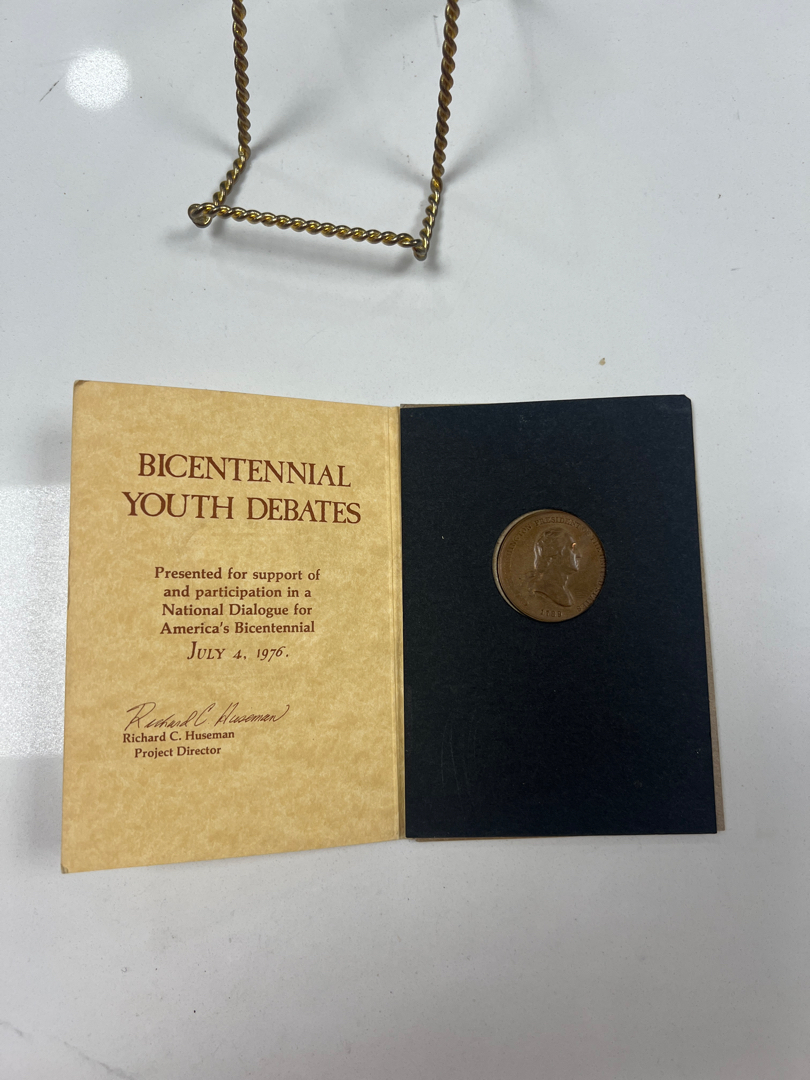 BICENTENNIAL
YOUTH DEBATES
Presented for support of
and participation in a
National Dialogue for
America's Bicentennial
JULY 4, 1976.
Richard C Huseman
Richard C. Huseman
Project Director